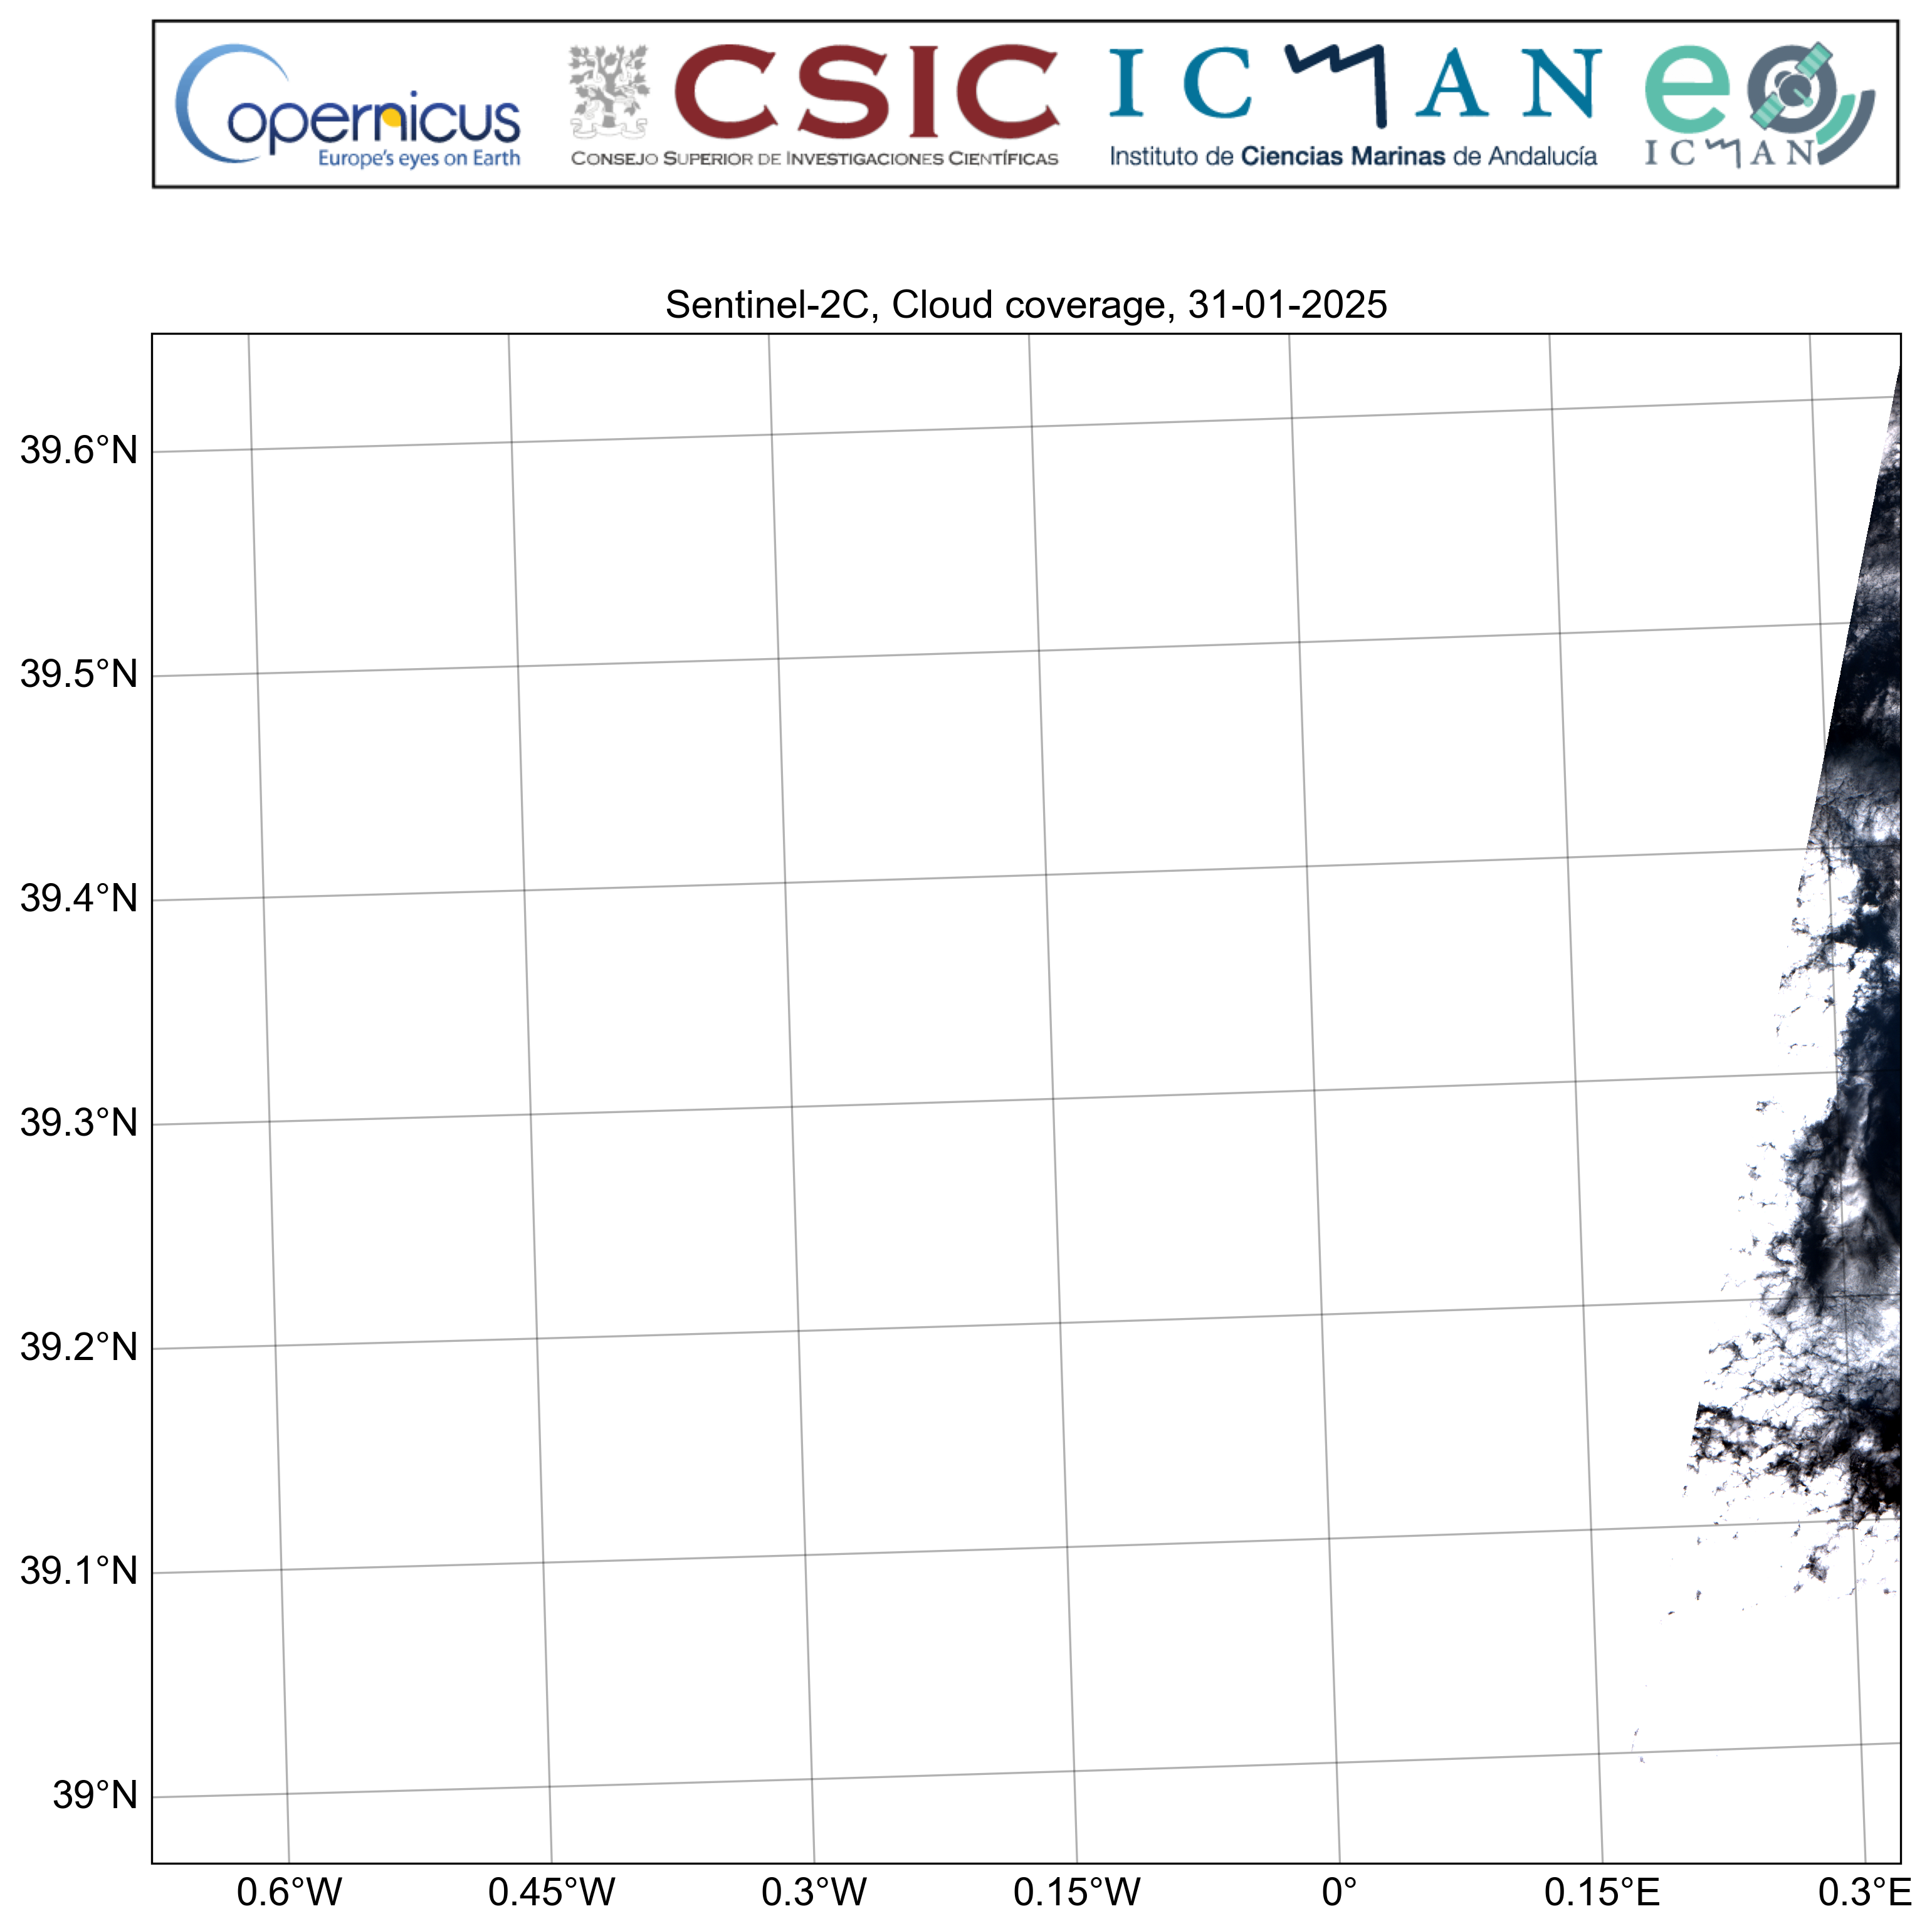 Copernicus
Europe's eyes on Earth
CSIC
CONSEJO SUPERIOR DE INVESTIGACIONES CIENTÍFICAS
ICMAN
Instituto de Ciencias Marinas de Andalucía
eo
ICMAN
Sentinel-2C, Cloud coverage, 31-01-2025
39.6°N
39.5°N
39.4°N
39.3°N
39.2°N
39.1°N
39°N
0.6°W 0.45°W 0.3°W 0.15°W 0° 0.15°E 0.3°E